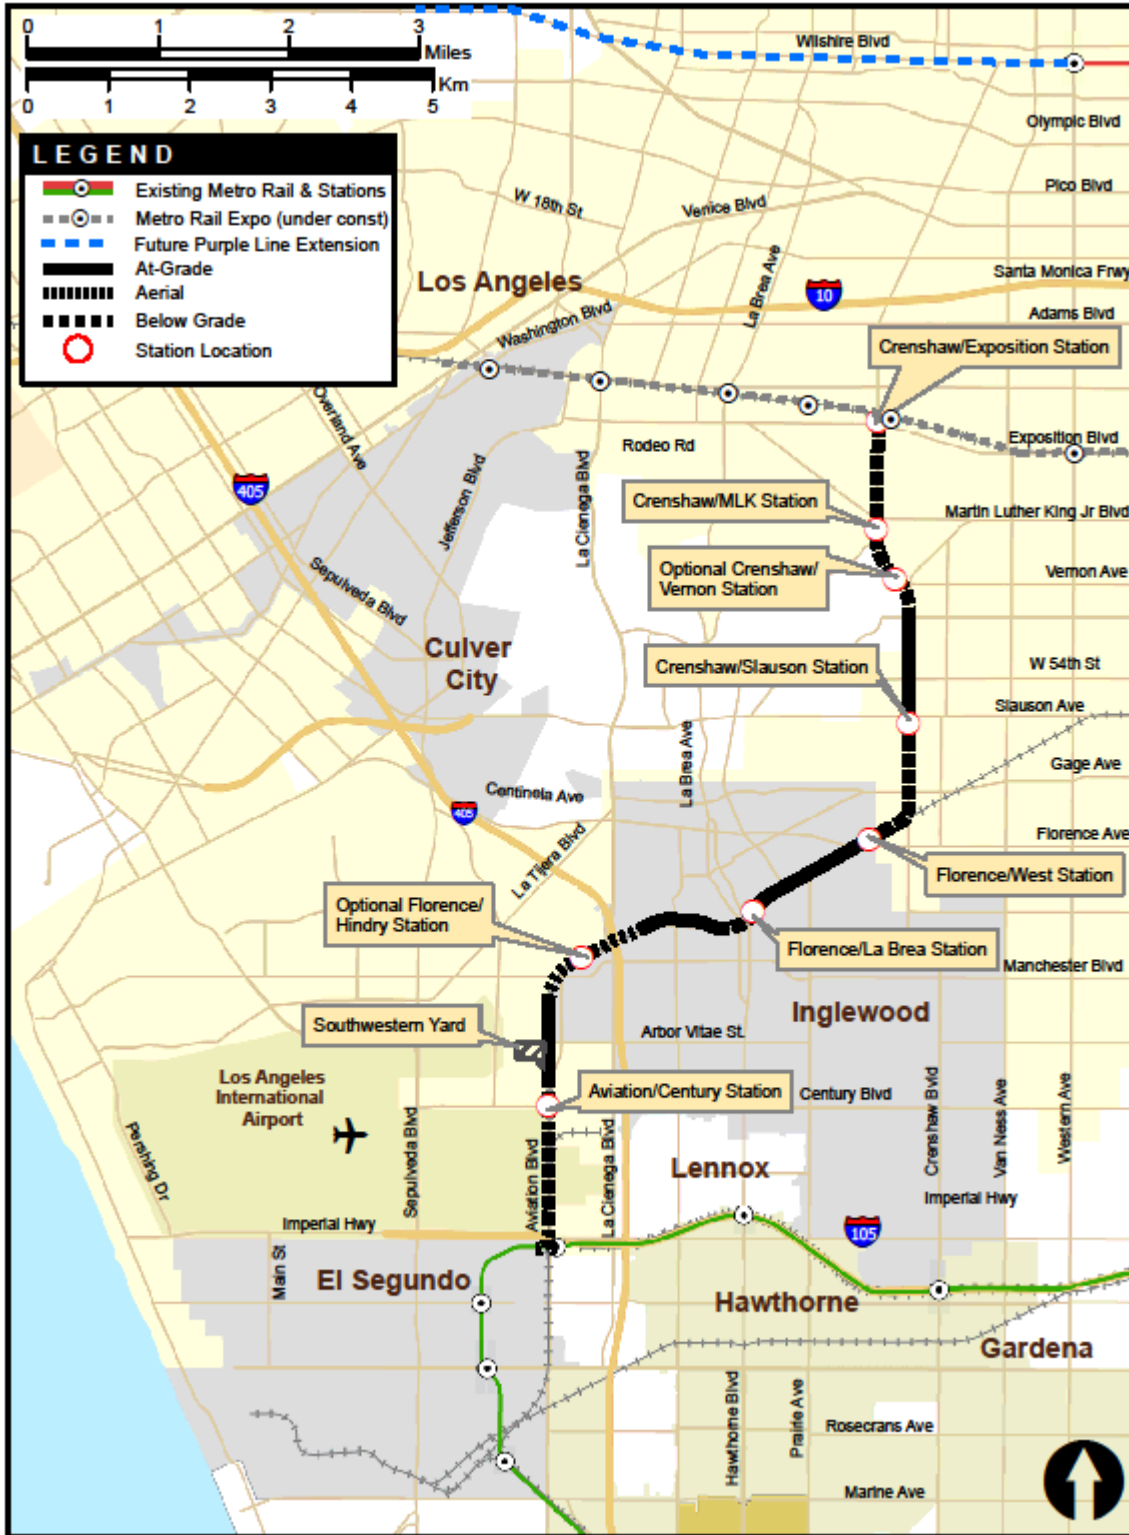 0 1 2 3
Miles
Km
0 1 2 3 4 5
LEGEND
Existing Metro Rail & Stations
Metro Rail Expo (under const)
Future Purple Line Extension
At-Grade
Aerial
Below Grade
Station Location
Wilshire Blvd
Olympic Blvd
Pico Blvd
W 18th St
Venice Blvd
La Brea Ave
Santa Monica Frwy
Los Angeles
10
Adams Blvd
Washington Blvd
Crenshaw/Exposition Station
Overland Ave
Rodeo Rd
Exposition Blvd
405
Jefferson Blvd
La Cienega Blvd
Crenshaw/MLK Station
Martin Luther King Jr Blvd
Optional Crenshaw/
Vernon Station
Vernon Ave
Sepulveda Blvd
Culver
City
Crenshaw/Slauson Station
W 54th St
Slauson Ave
La Brea Ave
Gage Ave
Centinela Ave
405
Florence Ave
La Tijera Blvd
Florence/West Station
Optional Florence/
Hindry Station
Florence/La Brea Station
Manchester Blvd
Inglewood
Southwestern Yard
Arbor Vitae St.
Los Angeles
International
Airport
Aviation/Century Station
Century Blvd
Crenshaw Bvld
Van Ness Ave
Western Ave
Pershing Dr
Sepulveda Blvd
Aviation Blvd
La Cienega Blvd
Lennox
Imperial Hwy
Imperial Hwy
105
Main St
El Segundo
Hawthorne
Gardena
Hawthorne Blvd
Prairie Ave
Rosecrans Ave
Marine Ave